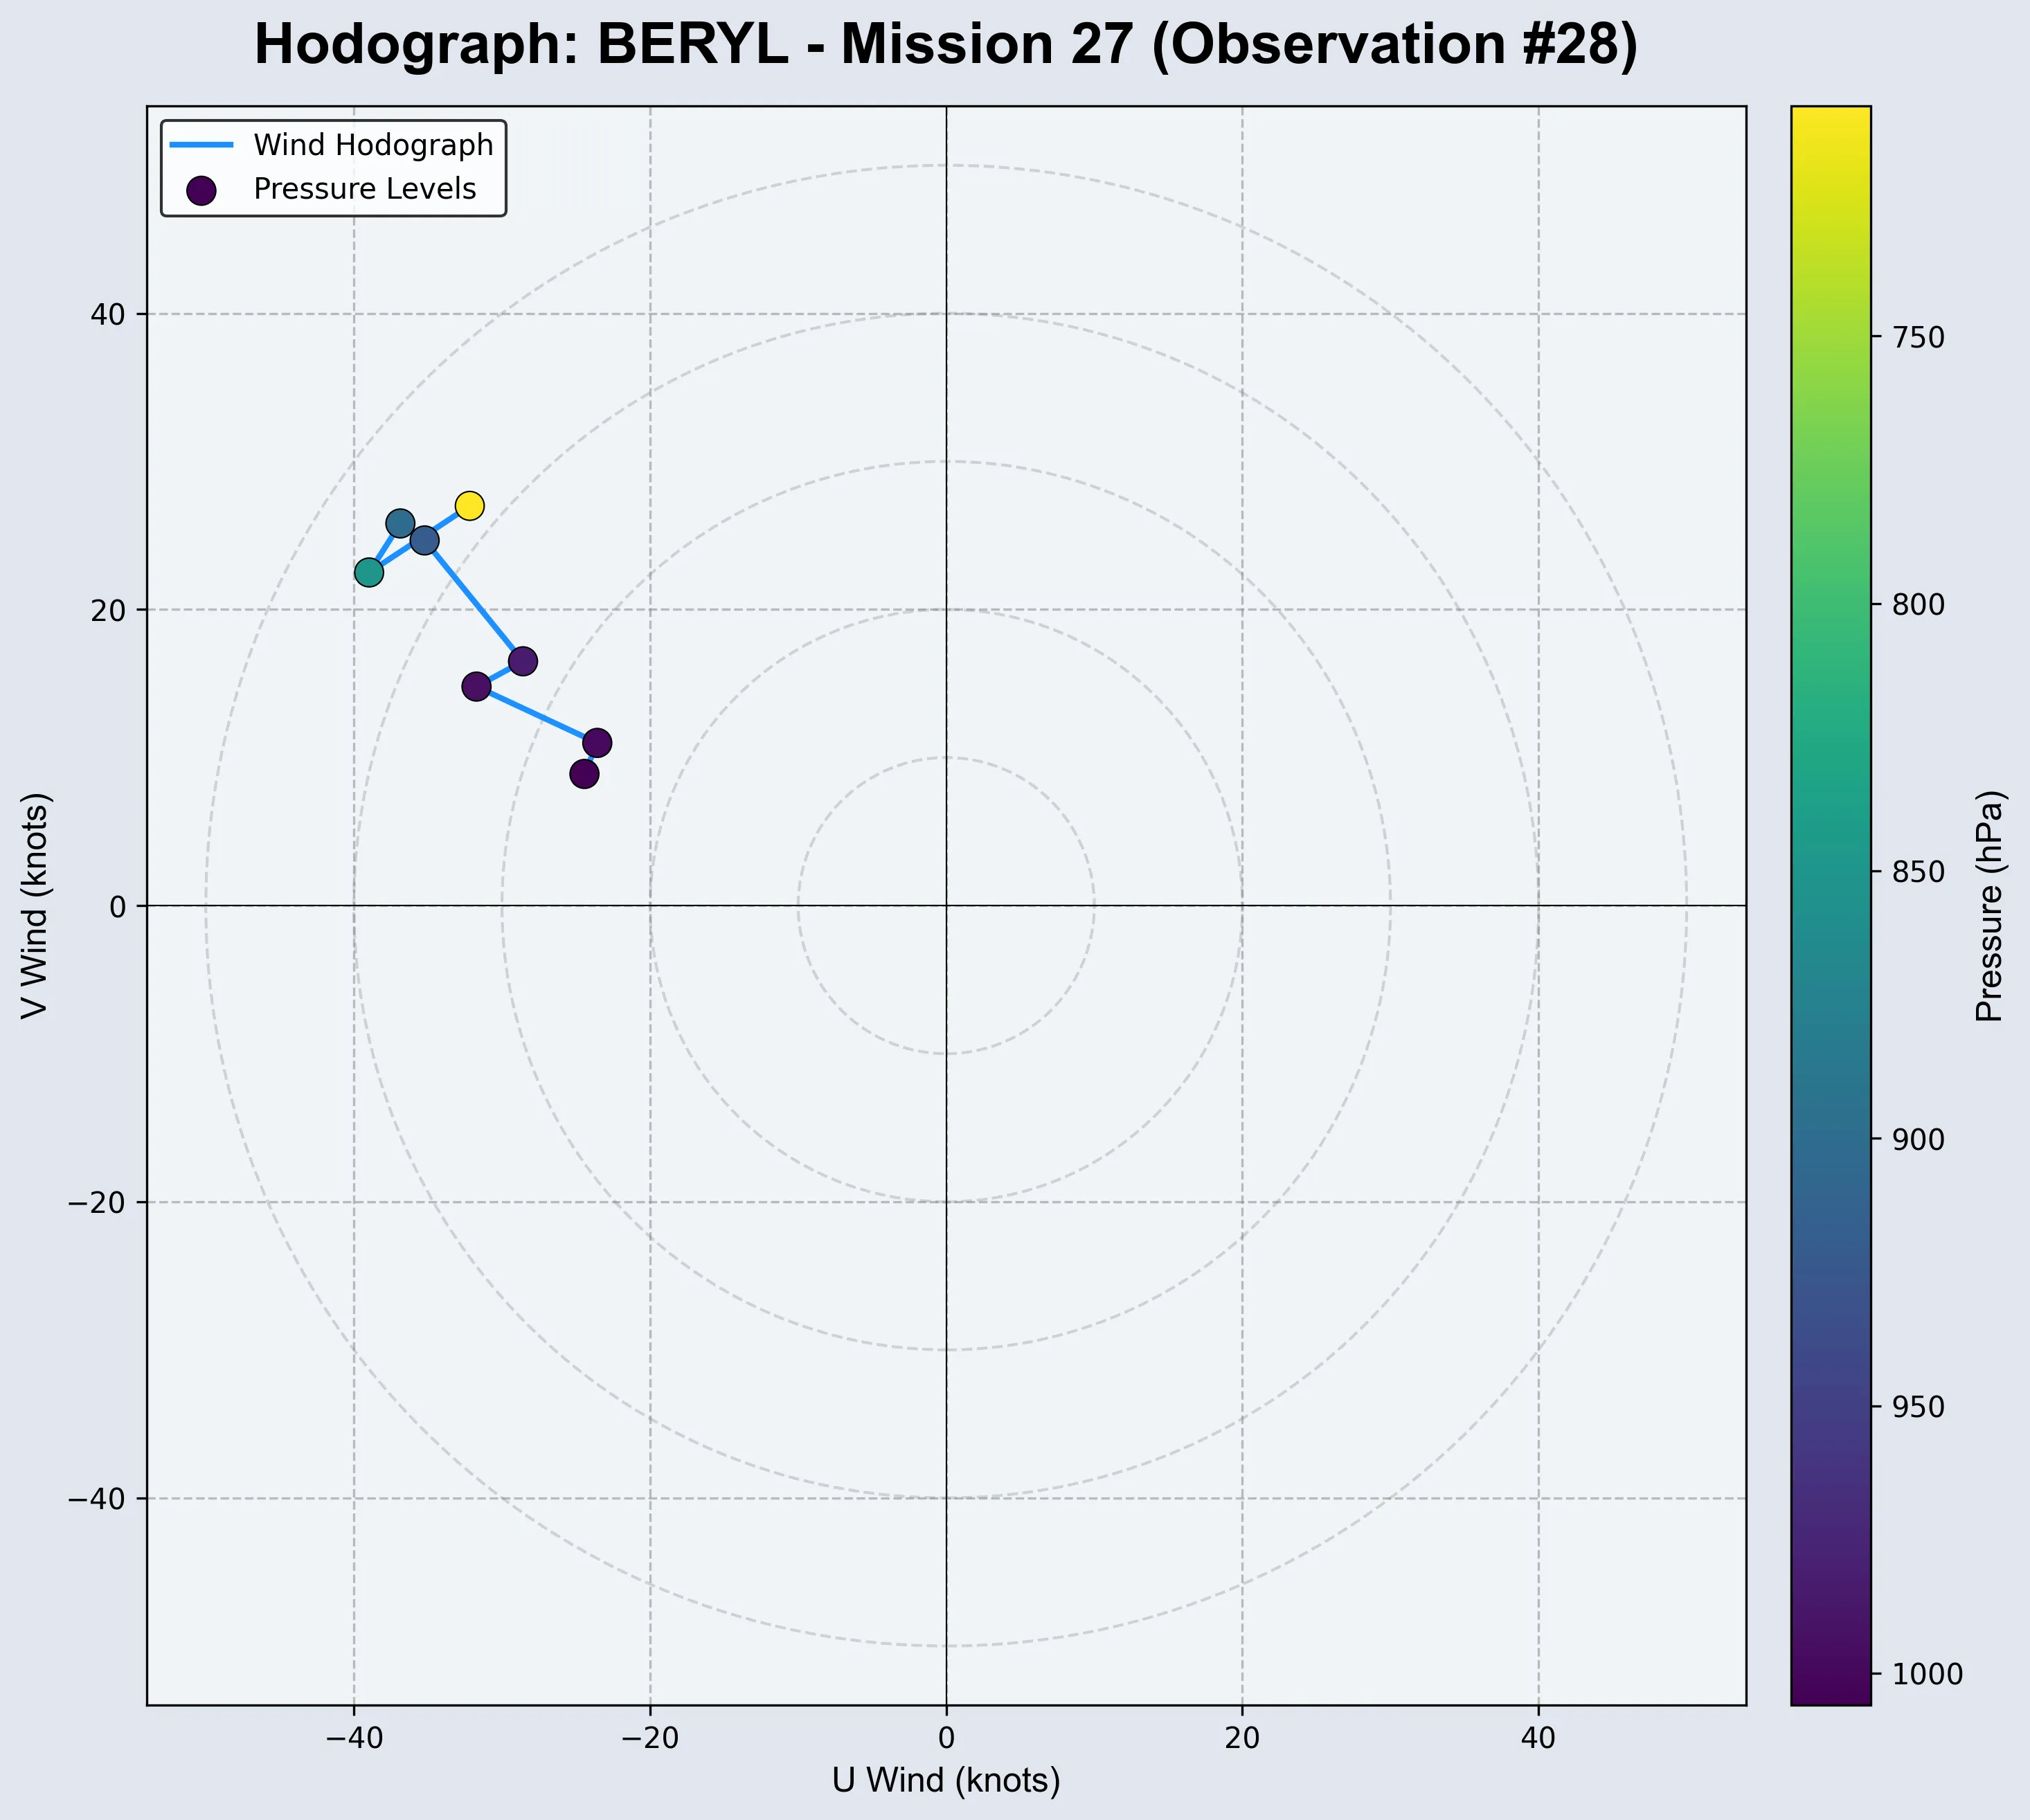 Hodograph: BERYL - Mission 27 (Observation #28)
Wind Hodograph
Pressure Levels
V Wind (knots)
40
20
0
−20
−40
−40
−20
0
20
40
U Wind (knots)
750
800
850
900
950
1000
Pressure (hPa)